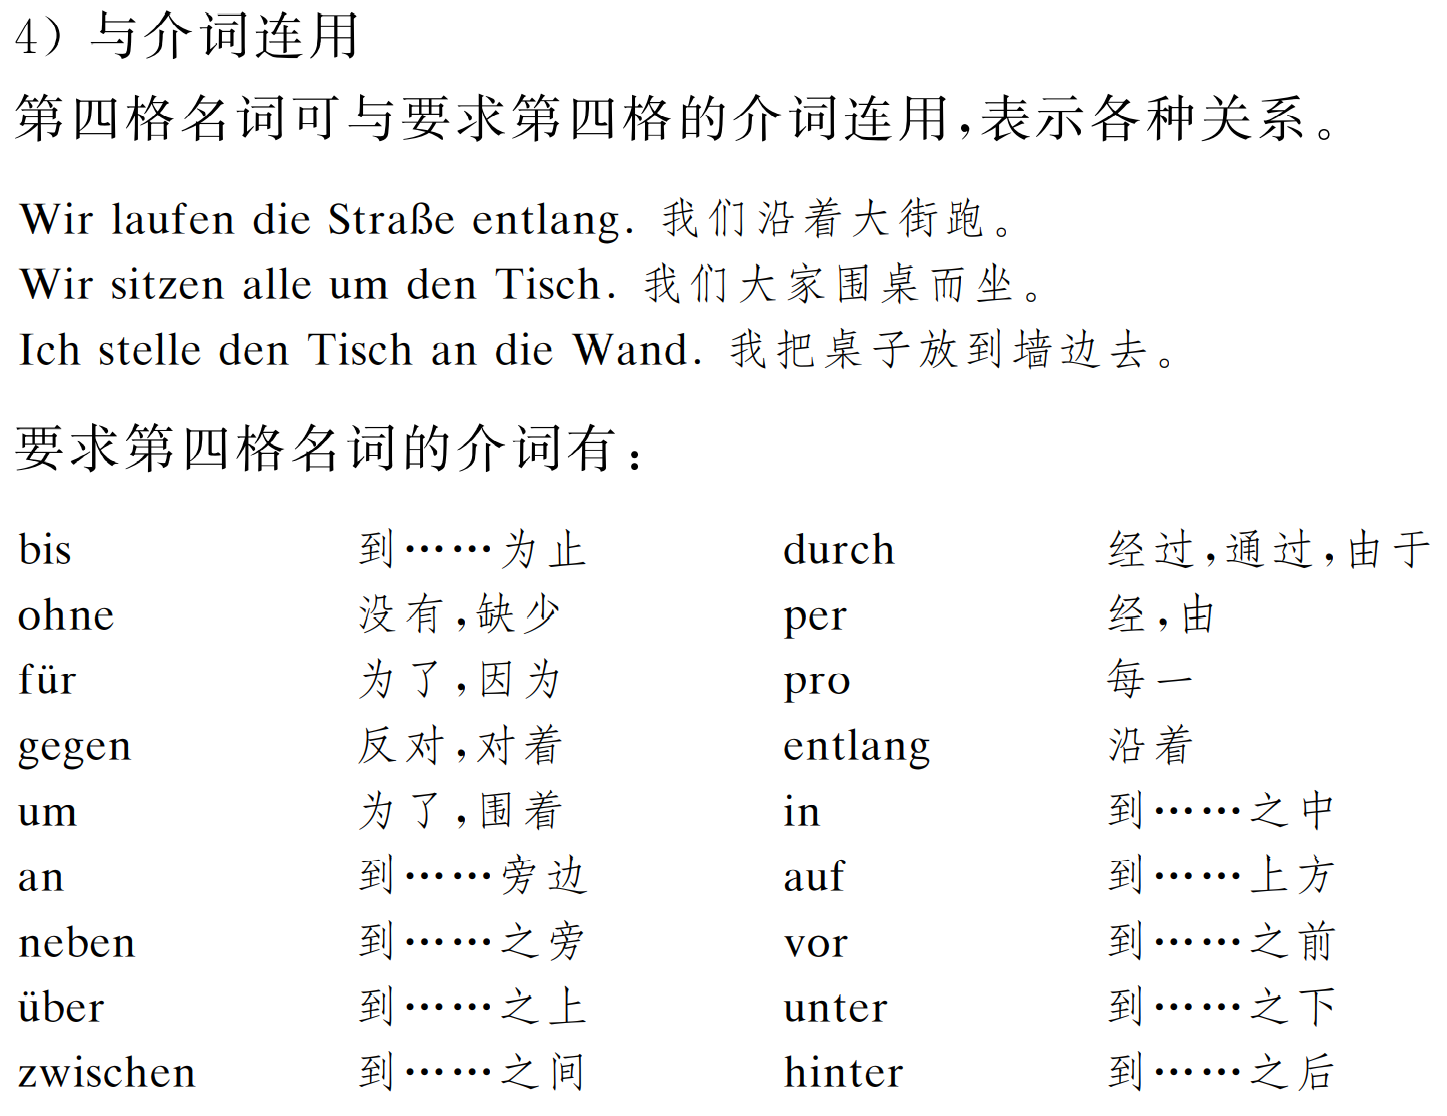 4）与介词连用
第四格名词可与要求第四格的介词连用,表示各种关系。
Wir laufen die Straße entlang. 我们沿着大街跑。
Wir sitzen alle um den Tisch. 我们大家围桌而坐。
Ich stelle den Tisch an die Wand. 我把桌子放到墙边去。
要求第四格名词的介词有：
bis 到……为止 durch 经过,通过,由于
ohne 没有,缺少 per 经,由
für 为了,因为 pro 每一
gegen 反对,对着 entlang 沿着
um 为了,围着 in 到……之中
an 到……旁边 auf 到……上方
neben 到……之旁 vor 到……之前
über 到……之上 unter 到……之下
zwischen 到……之间 hinter 到……之后